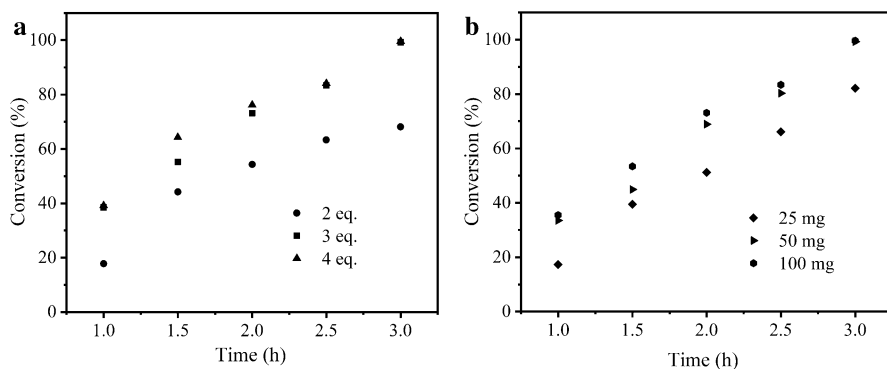 a
100
80
60
40
20
0
Conversion (%)
2 eq.
3 eq.
4 eq.
1.0 1.5 2.0 2.5 3.0
Time (h)
b
100
80
60
40
20
0
Conversion (%)
25 mg
50 mg
100 mg
1.0 1.5 2.0 2.5 3.0
Time (h)